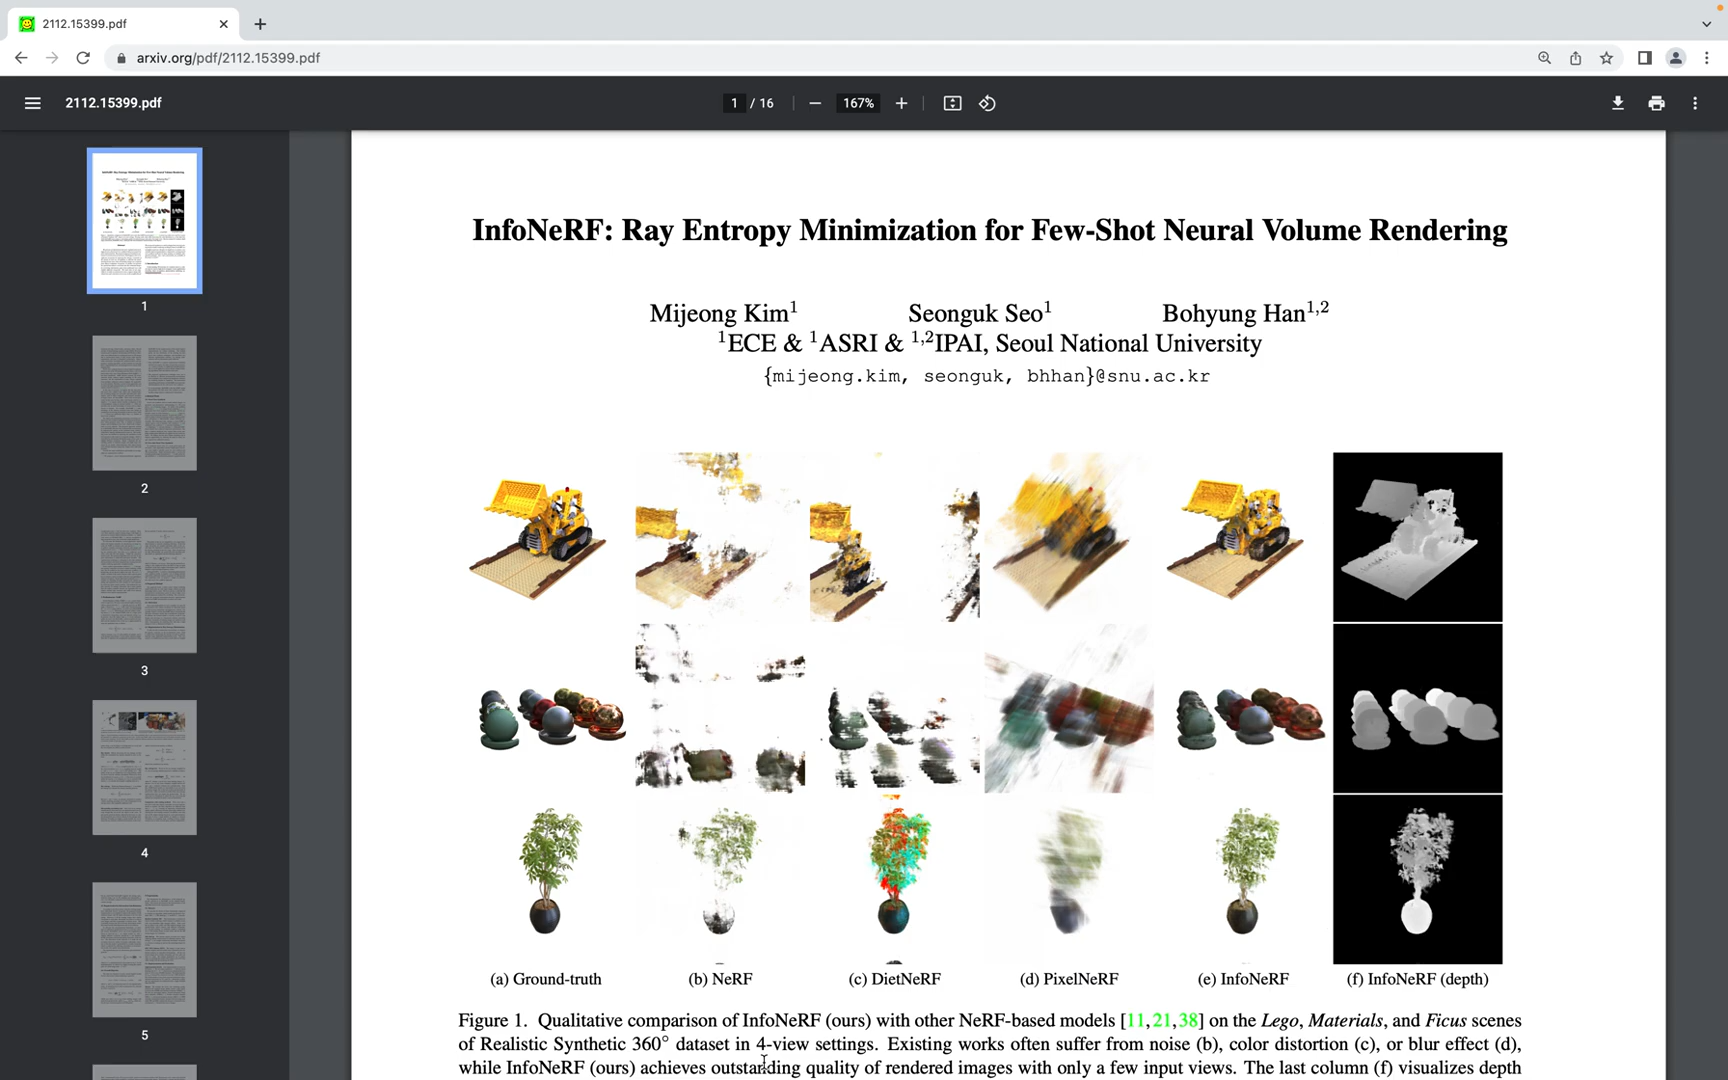 2112.15399.pdf
arxiv.org/pdf/2112.15399.pdf
2112.15399.pdf
1 / 16
167%
1
2
3
4
5
InfoNeRF: Ray Entropy Minimization for Few-Shot Neural Volume Rendering
Mijeong Kim¹ Seonguk Seo¹ Bohyung Han¹,²
¹ECE & ¹ASRI & ¹,²IPAI, Seoul National University
{mijeong.kim, seonguk, bhhan}@snu.ac.kr
(a) Ground-truth (b) NeRF (c) DietNeRF (d) PixelNeRF (e) InfoNeRF (f) InfoNeRF (depth)
Figure 1. Qualitative comparison of InfoNeRF (ours) with other NeRF-based models [11,21,38] on the Lego, Materials, and Ficus scenes
of Realistic Synthetic 360° dataset in 4-view settings. Existing works often suffer from noise (b), color distortion (c), or blur effect (d),
while InfoNeRF (ours) achieves outstanding quality of rendered images with only a few input views. The last column (f) visualizes depth